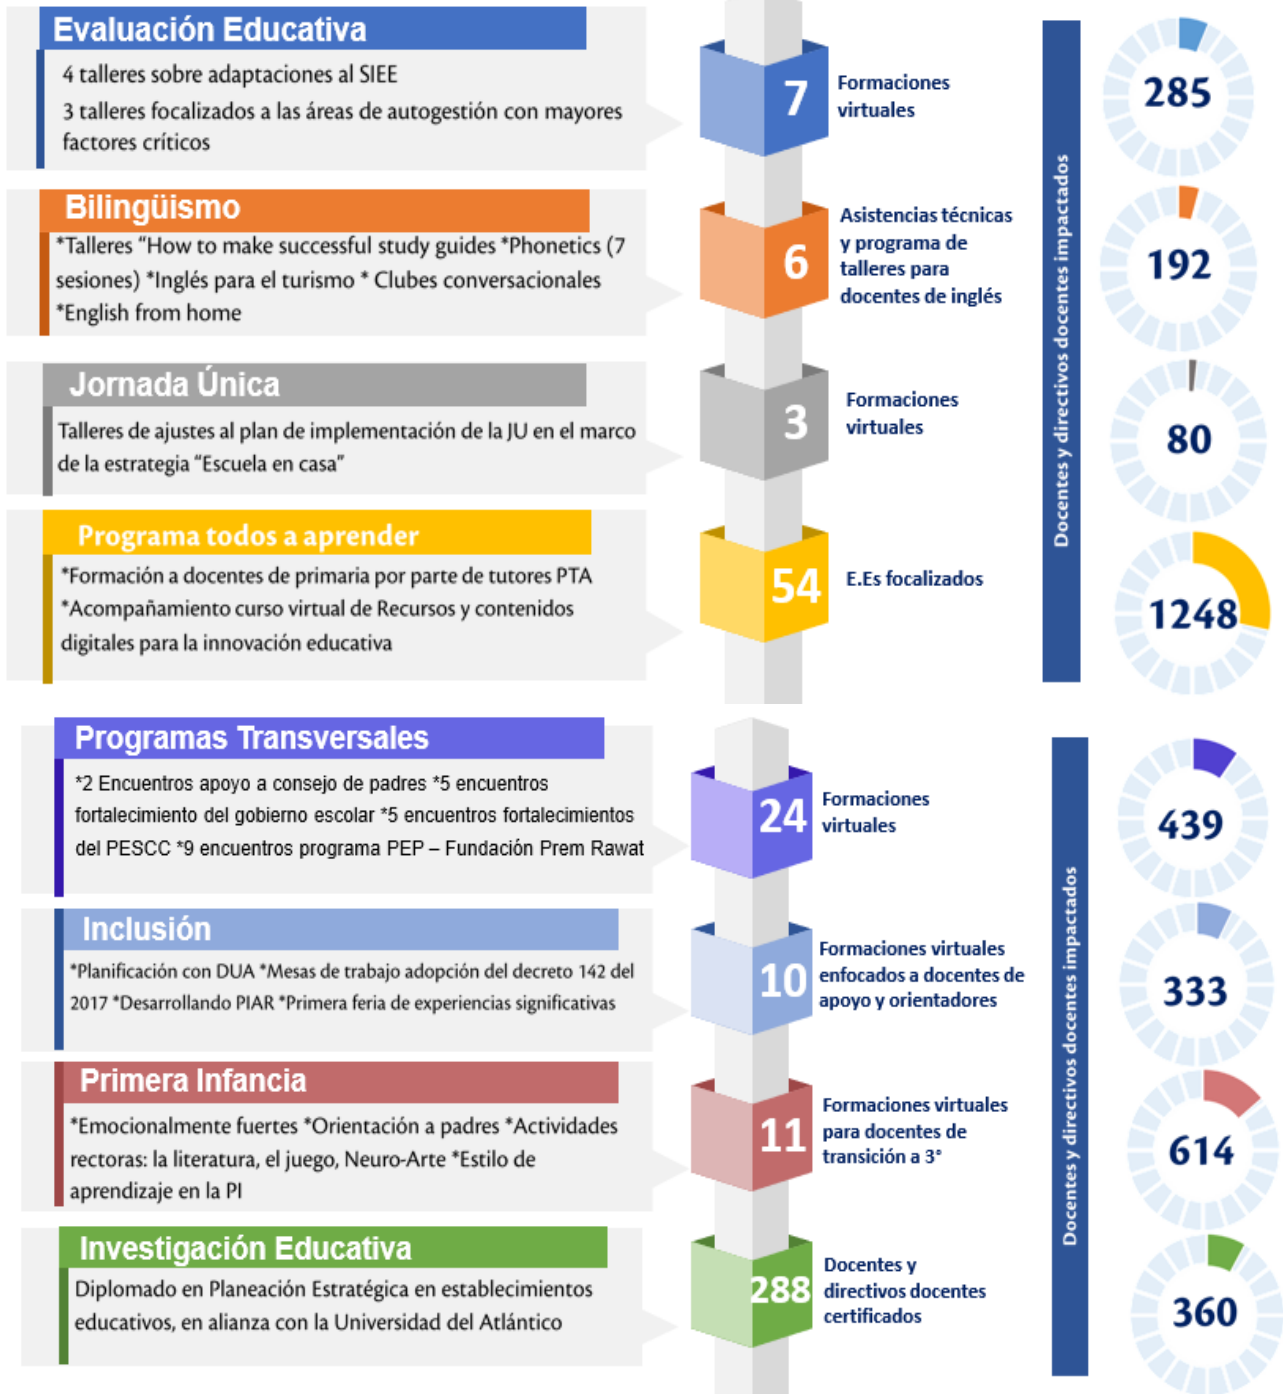 Evaluación Educativa
4 talleres sobre adaptaciones al SIEE
3 talleres focalizados a las áreas de autogestión con mayores
factores críticos
7
Formaciones
virtuales
285
Bilingüismo
*Talleres “How to make successful study guides *Phonetics (7
sesiones) *Inglés para el turismo * Clubes conversacionales
*English from home
6
Asistencias técnicas
y programa de
talleres para
docentes de inglés
192
Jornada Única
Talleres de ajustes al plan de implementación de la JU en el marco
de la estrategia “Escuela en casa”
3
Formaciones
virtuales
80
Programa todos a aprender
*Formación a docentes de primaria por parte de tutores PTA
*Acompañamiento curso virtual de Recursos y contenidos
digitales para la innovación educativa
54
E.Es focalizados
1248
Docentes y directivos docentes impactados
Programas Transversales
*2 Encuentros apoyo a consejo de padres *5 encuentros
fortalecimiento del gobierno escolar *5 encuentros fortalecimientos
del PESCC *9 encuentros programa PEP – Fundación Prem Rawat
24
Formaciones
virtuales
439
Inclusión
*Planificación con DUA *Mesas de trabajo adopción del decreto 142 del
2017 *Desarrollando PIAR *Primera feria de experiencias significativas
10
Formaciones virtuales
enfocados a docentes de
apoyo y orientadores
333
Primera Infancia
*Emocionalmente fuertes *Orientación a padres *Actividades
rectoras: la literatura, el juego, Neuro-Arte *Estilo de
aprendizaje en la PI
11
Formaciones virtuales
para docentes de
transición a 3°
614
Investigación Educativa
Diplomado en Planeación Estratégica en establecimientos
educativos, en alianza con la Universidad del Atlántico
288
Docentes y
directivos docentes
certificados
360
Docentes y directivos docentes impactados